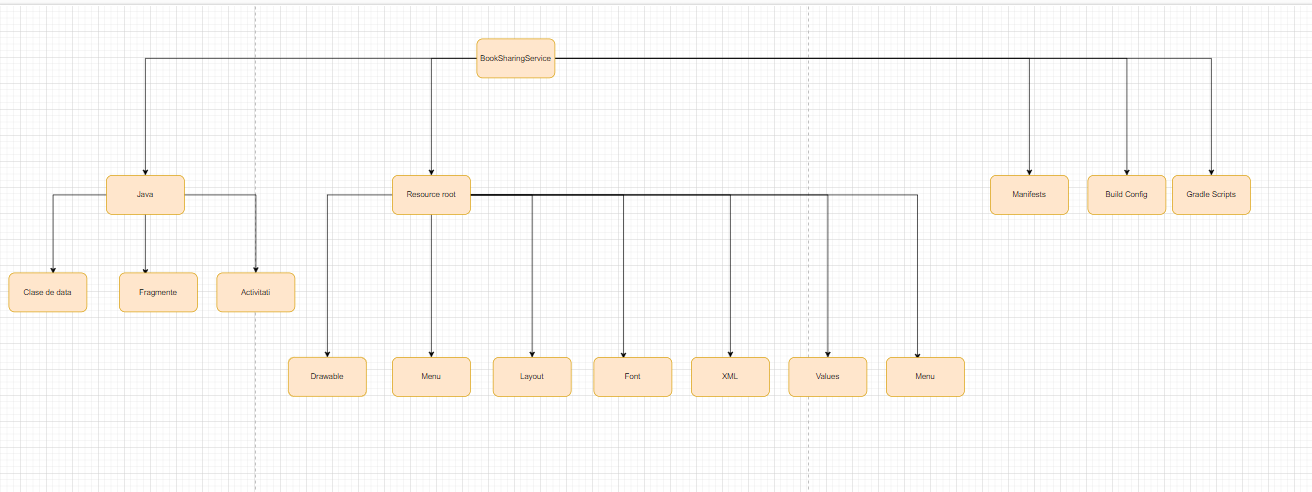 BookSharingService
Java
Resource root
Manifests
Build Config
Gradle Scripts
Clase de data
Fragmente
Activitati
Drawable
Menu
Layout
Font
XML
Values
Menu